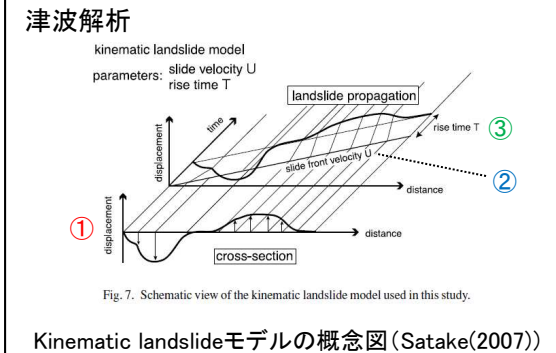 津波解析
kinematic landslide model
parameters: slide velocity U
rise time T
landslide propagation
time
displacement
rise time T ③
slide front velocity U
②
distance
①
displacement
distance
cross-section
Fig. 7. Schematic view of the kinematic landslide model used in this study.
Kinematic landslideモデルの概念図(Satake(2007))